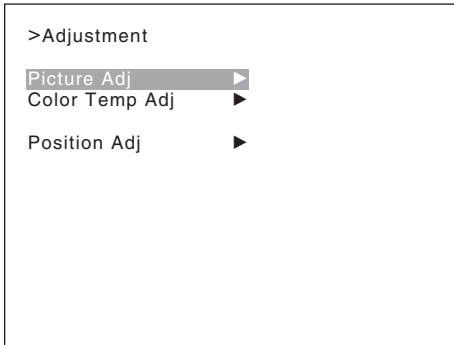 >Adjustment
Picture Adj ▶
Color Temp Adj ▶
Position Adj ▶